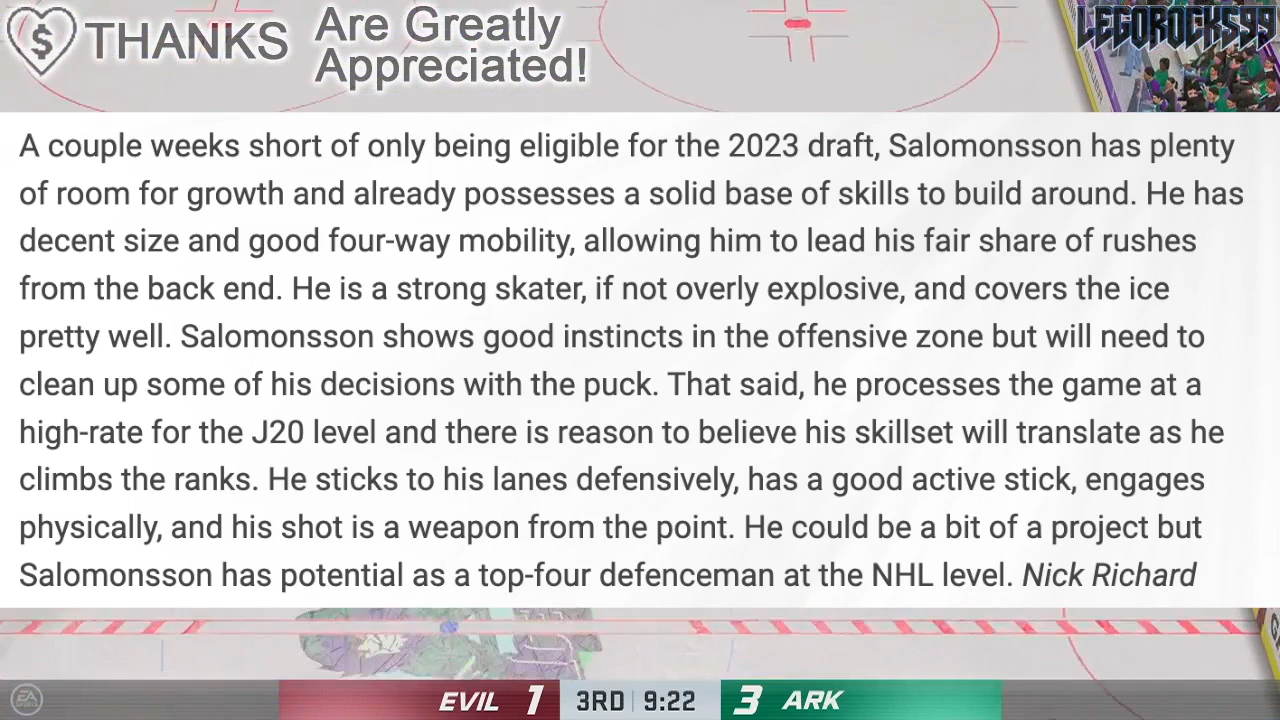 $ THANKS Are Greatly
Appreciated!
LEGOROCKS99
A couple weeks short of only being eligible for the 2023 draft, Salomonsson has plenty
of room for growth and already possesses a solid base of skills to build around. He has
decent size and good four-way mobility, allowing him to lead his fair share of rushes
from the back end. He is a strong skater, if not overly explosive, and covers the ice
pretty well. Salomonsson shows good instincts in the offensive zone but will need to
clean up some of his decisions with the puck. That said, he processes the game at a
high-rate for the J20 level and there is reason to believe his skillset will translate as he
climbs the ranks. He sticks to his lanes defensively, has a good active stick, engages
physically, and his shot is a weapon from the point. He could be a bit of a project but
Salomonsson has potential as a top-four defenceman at the NHL level. Nick Richard
EA SPORTS
EVIL 1 3RD 9:22 3 ARK